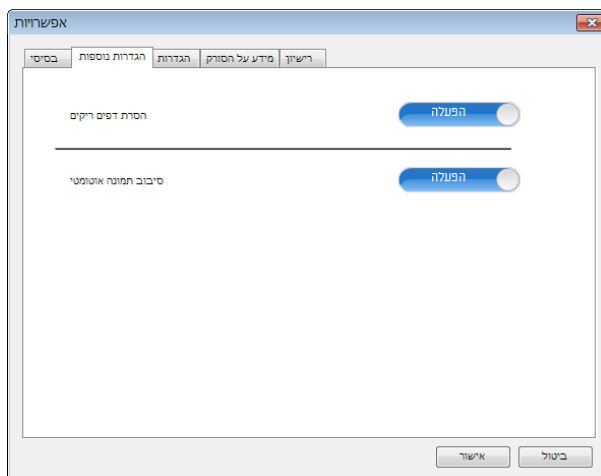 אפשרויות
בסיסי
הגדרות נוספות
הגדרות
מידע על הסורק
רישיון
הסרת דפים ריקים
הפעלה
סיבוב תמונה אוטומטי
הפעלה
אישור
ביטול